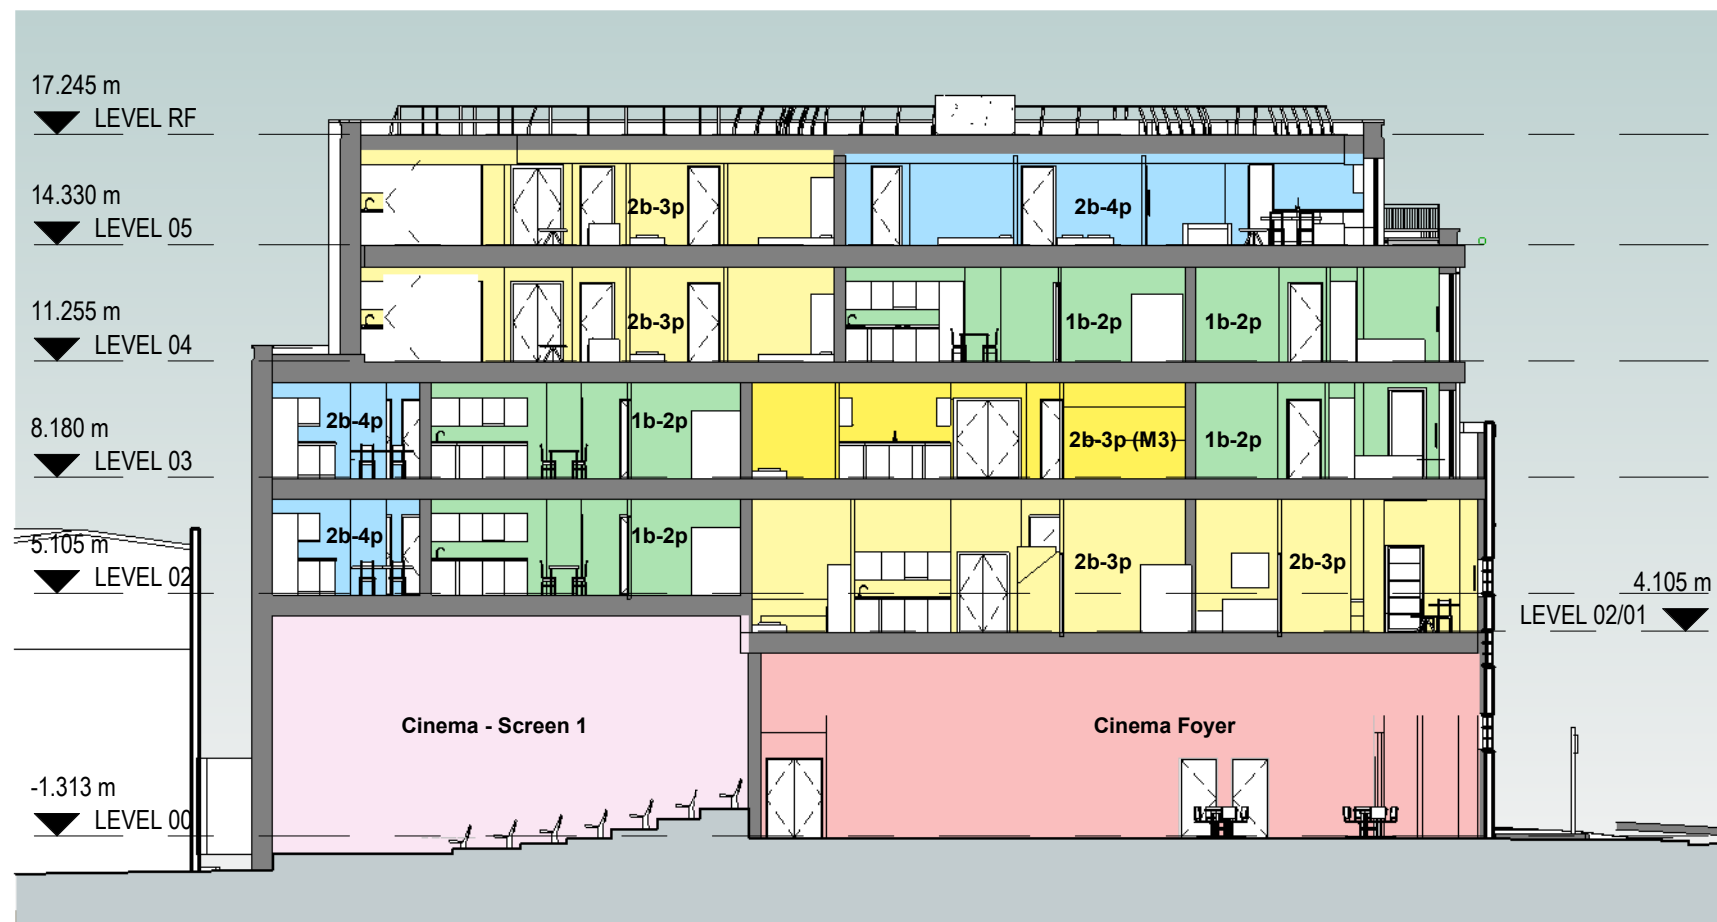 17.245 m
LEVEL RF
14.330 m
LEVEL 05
2b-3p
2b-4p
11.255 m
LEVEL 04
2b-3p
1b-2p
1b-2p
8.180 m
LEVEL 03
2b-4p
1b-2p
2b-3p (M3)
1b-2p
5.105 m
LEVEL 02
2b-4p
1b-2p
2b-3p
2b-3p
4.105 m
LEVEL 02/01
Cinema - Screen 1
Cinema Foyer
-1.313 m
LEVEL 00